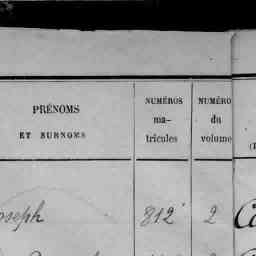 PRÉNOMS
ET SURNOMS
NUMÉROS
ma-
tricules
NUMÉRO
du
volume
oseph 812 2